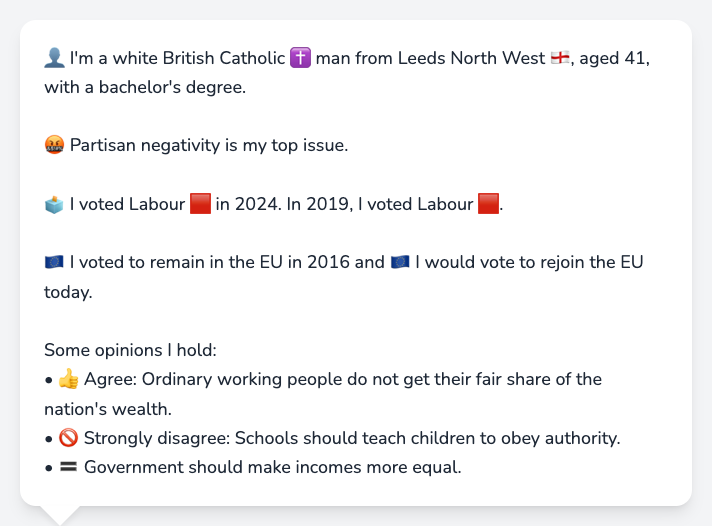 👤 I'm a white British Catholic ✝️ man from Leeds North West 🏴󠁧󠁢󠁥󠁮󠁧󠁿, aged 41,
with a bachelor's degree.
🤬 Partisan negativity is my top issue.
🗳️ I voted Labour 🟥 in 2024. In 2019, I voted Labour 🟥.
🇪🇺 I voted to remain in the EU in 2016 and 🇪🇺 I would vote to rejoin the EU
today.
Some opinions I hold:
• 👍 Agree: Ordinary working people do not get their fair share of the
nation's wealth.
• 🚫 Strongly disagree: Schools should teach children to obey authority.
• 🟰 Government should make incomes more equal.